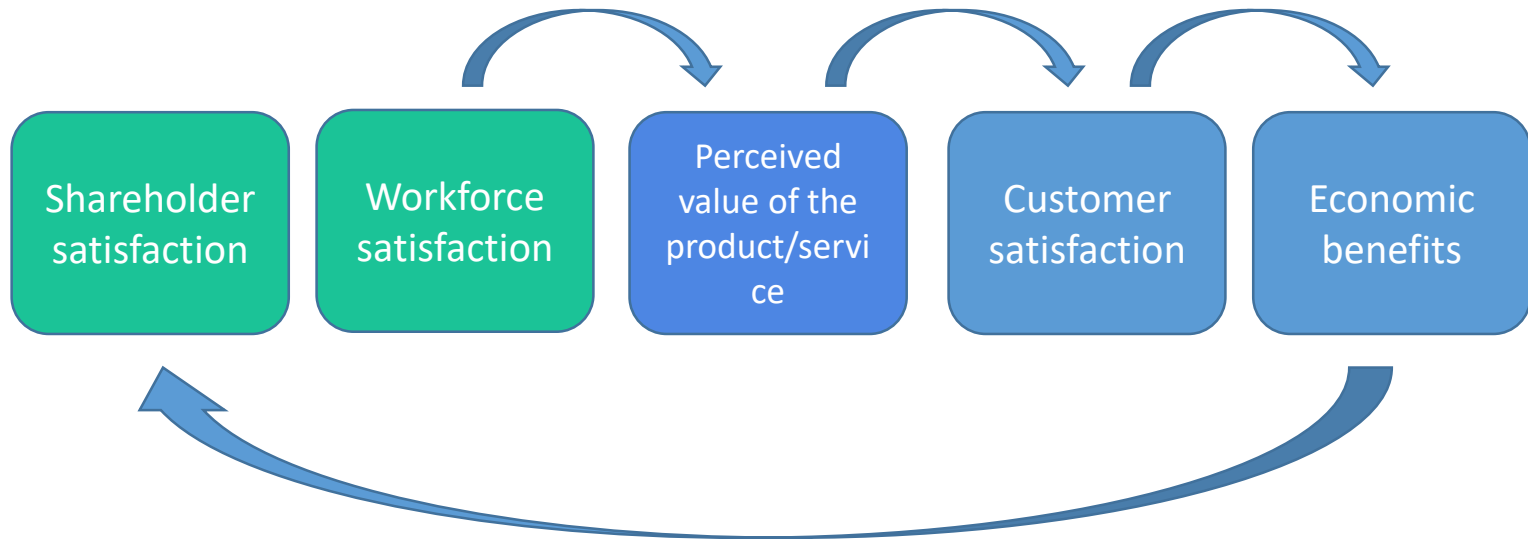 Shareholder
satisfaction
Workforce
satisfaction
Perceived
value of the
product/servi
ce
Customer
satisfaction
Economic
benefits